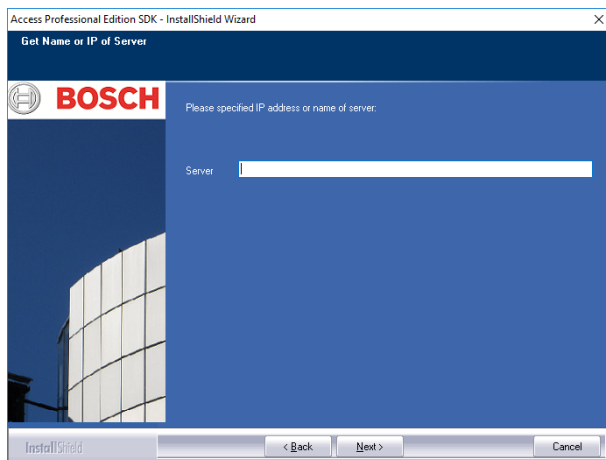 Access Professional Edition SDK - InstallShield Wizard
Get Name or IP of Server
BOSCH
Please specified IP address or name of server:
Server
InstallShield
< Back
Next >
Cancel